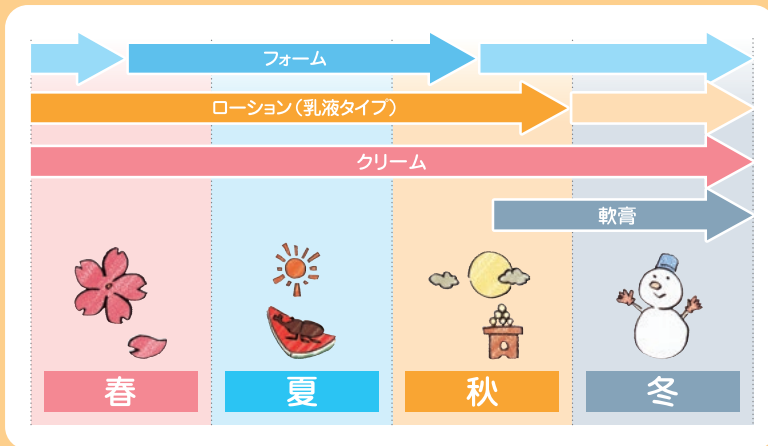 フォーム
ローション(乳液タイプ)
クリーム
軟膏
春
夏
秋
冬